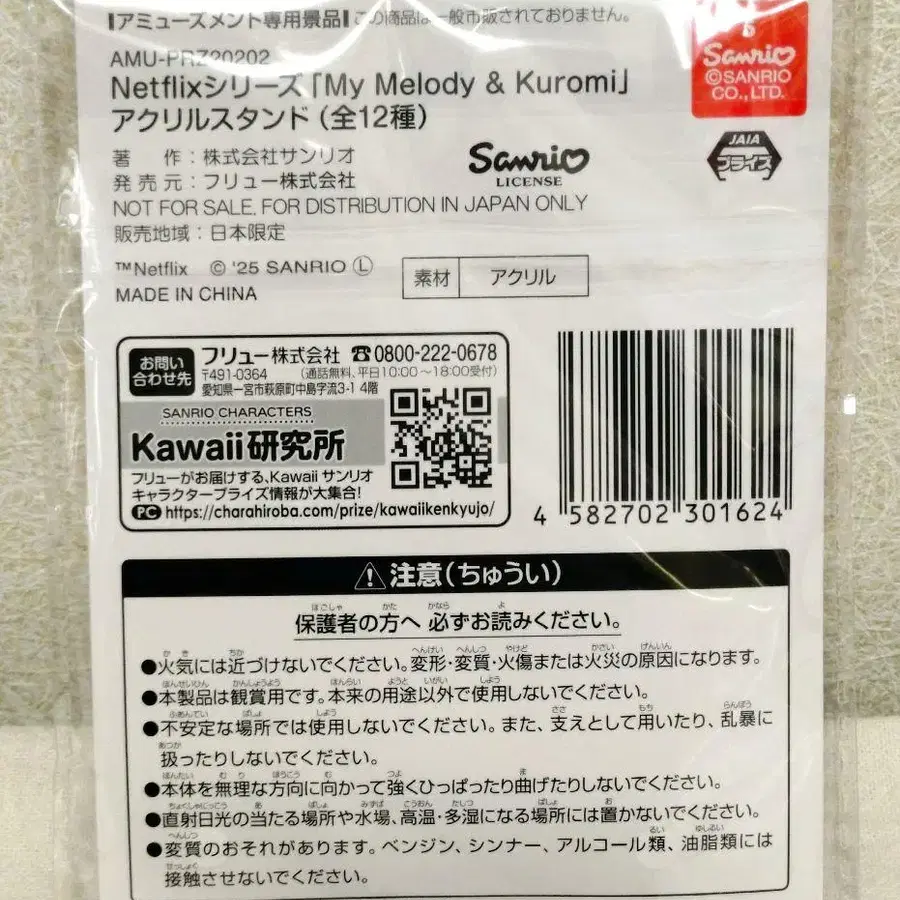 アミューズメント専用景品 この商品は一般市販されておりません。
AMU-PRZ20202
Netflixシリーズ「My Melody & Kuromi」
アクリルスタンド（全12種）
Sanrio
©SANRIO
CO., LTD.
著　作：株式会社サンリオ
発売元：フリュー株式会社
Sanrio
LICENSE
JAIA
プライズ
NOT FOR SALE. FOR DISTRIBUTION IN JAPAN ONLY
販売地域：日本限定
™Netflix © '25 SANRIO Ⓛ
MADE IN CHINA
素材 アクリル
お問い
合わせ先
フリュー株式会社 ☎0800-222-0678
〒491-0364 （通話無料、平日10:00～18:00受付）
愛知県一宮市萩原町中島字流3-1 4階
SANRIO CHARACTERS
Kawaii研究所
フリューがお届けする、Kawaii サンリオ
キャラクタープライズ情報が大集合!
PC https://charahiroba.com/prize/kawaiikenkyujo/
4 582702 301624
⚠注意（ちゅうい）
保護者の方へ 必ずお読みください。
●火気には近づけないでください。変形・変質・火傷または火災の原因になります。
●本製品は観賞用です。本来の用途以外で使用しないでください。
●不安定な場所では使用しないでください。また、支えとして用いたり、乱暴に
扱ったりしないでください。
●本体を無理な方向に向かって強くひっぱったり曲げたりしないでください。
●直射日光の当たる場所や水場、高温・多湿になる場所には置かないでください。
●変質のおそれがあります。ベンジン、シンナー、アルコール類、油脂類には
接触させないでください。